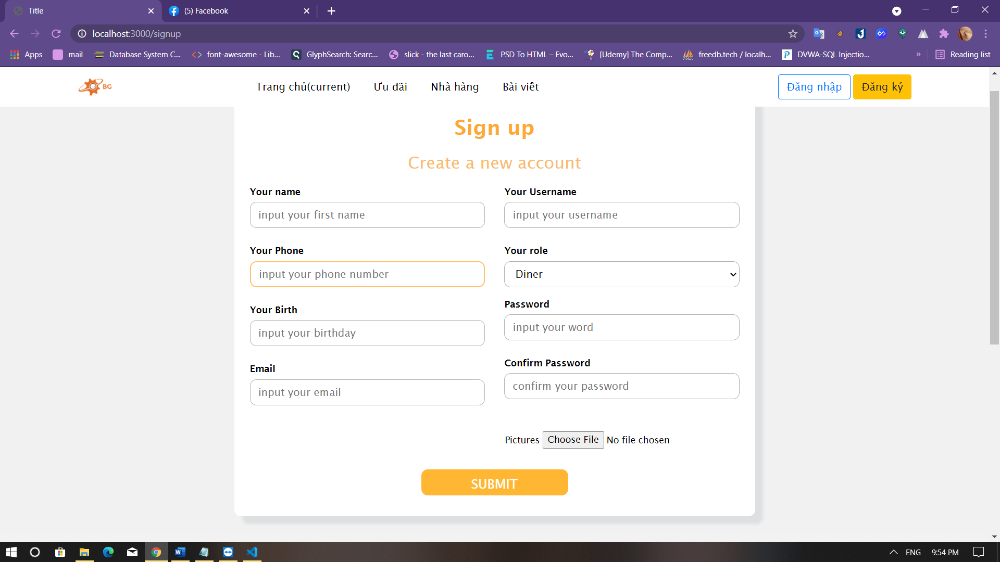 Title
(5) Facebook
localhost:3000/signup
Apps
mail
Database System C...
font-awesome - Lib...
GlyphSearch: Searc...
slick - the last caro...
PSD To HTML – Evo...
[Udemy] The Comp...
freedb.tech / localh...
DVWA-SQL Injectio...
»
Reading list
BG
Trang chủ(current)
Ưu đãi
Nhà hàng
Bài viết
Đăng nhập
Đăng ký
Sign up
Create a new account
Your name
input your first name
Your Username
input your username
Your Phone
input your phone number
Your role
Diner
Your Birth
input your birthday
Password
input your word
Email
input your email
Confirm Password
confirm your password
Pictures Choose File No file chosen
SUBMIT
ENG
9:54 PM